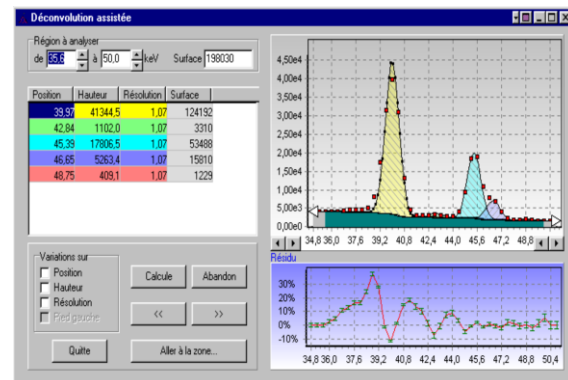 Déconvolution assistée
Région à analyser
de 35,6 à 50,0 keV Surface 198030
Position Hauteur Résolution Surface
39,97 41344,5 1,07 124192
42,84 1102,0 1,07 3310
45,39 17806,5 1,07 53488
46,65 5263,4 1,07 15810
48,75 409,1 1,07 1229
Variations sur
Position
Hauteur
Résolution
Pied gauche
Calcule Abandon
<< >>
Quitte Aller à la zone...
4,50e4
4,00e4
3,50e4
3,00e4
2,50e4
2,00e4
1,50e4
1,00e4
5,00e3
0,00e0
34,8 36,0 37,6 39,2 40,8 42,4 44,0 45,6 47,2 48,8
Résidu
30%
20%
10%
0%
-10%
34,8 36,0 37,6 39,2 40,8 42,4 44,0 45,6 47,2 48,8 50,4